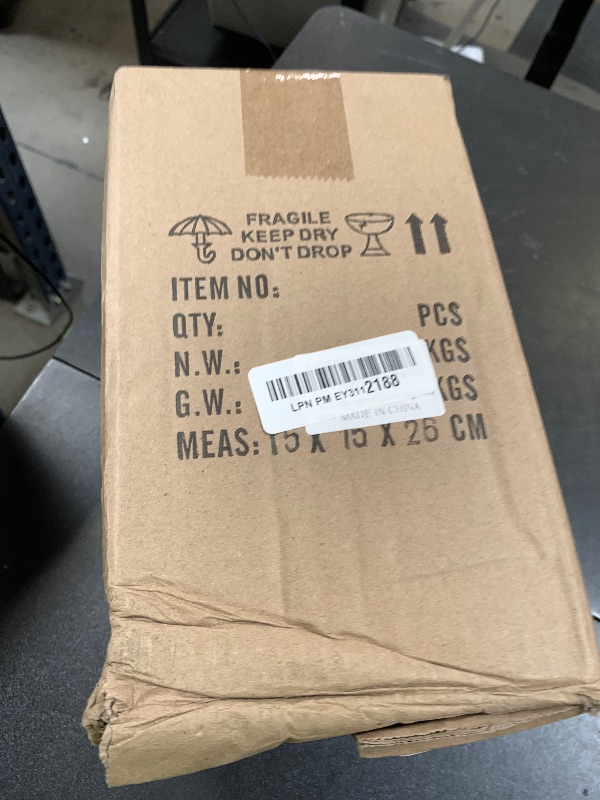 FRAGILE
KEEP DRY
DON'T DROP
ITEM NO:
QTY: PCS
N.W.: KGS
G.W.: KGS
LPN PM EY3112188
MADE IN CHINA
MEAS: 15 X 15 X 26 CM